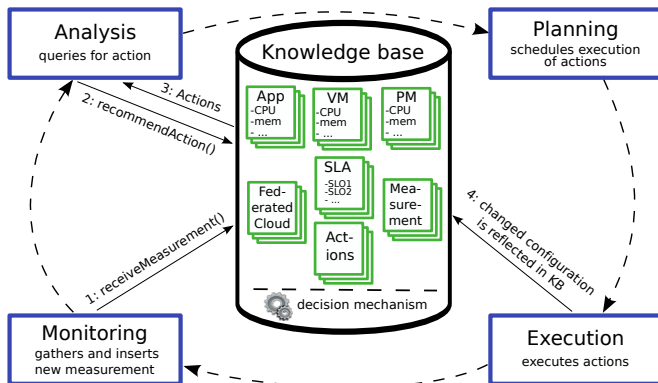 Analysis
queries for action
Planning
schedules execution
of actions
Knowledge base
3: Actions
2: recommendAction()
App
-CPU
-mem
- ...
VM
-CPU
-mem
- ...
PM
-CPU
-mem
- ...
SLA
-SLO1
-SLO2
- ...
Fed-
erated
Cloud
Mea-
sure-
ment
Act-
ions
1: receiveMeasurement()
4: changed configuration
is reflected in KB
decision mechanism
Monitoring
gathers and inserts
new measurement
Execution
executes actions